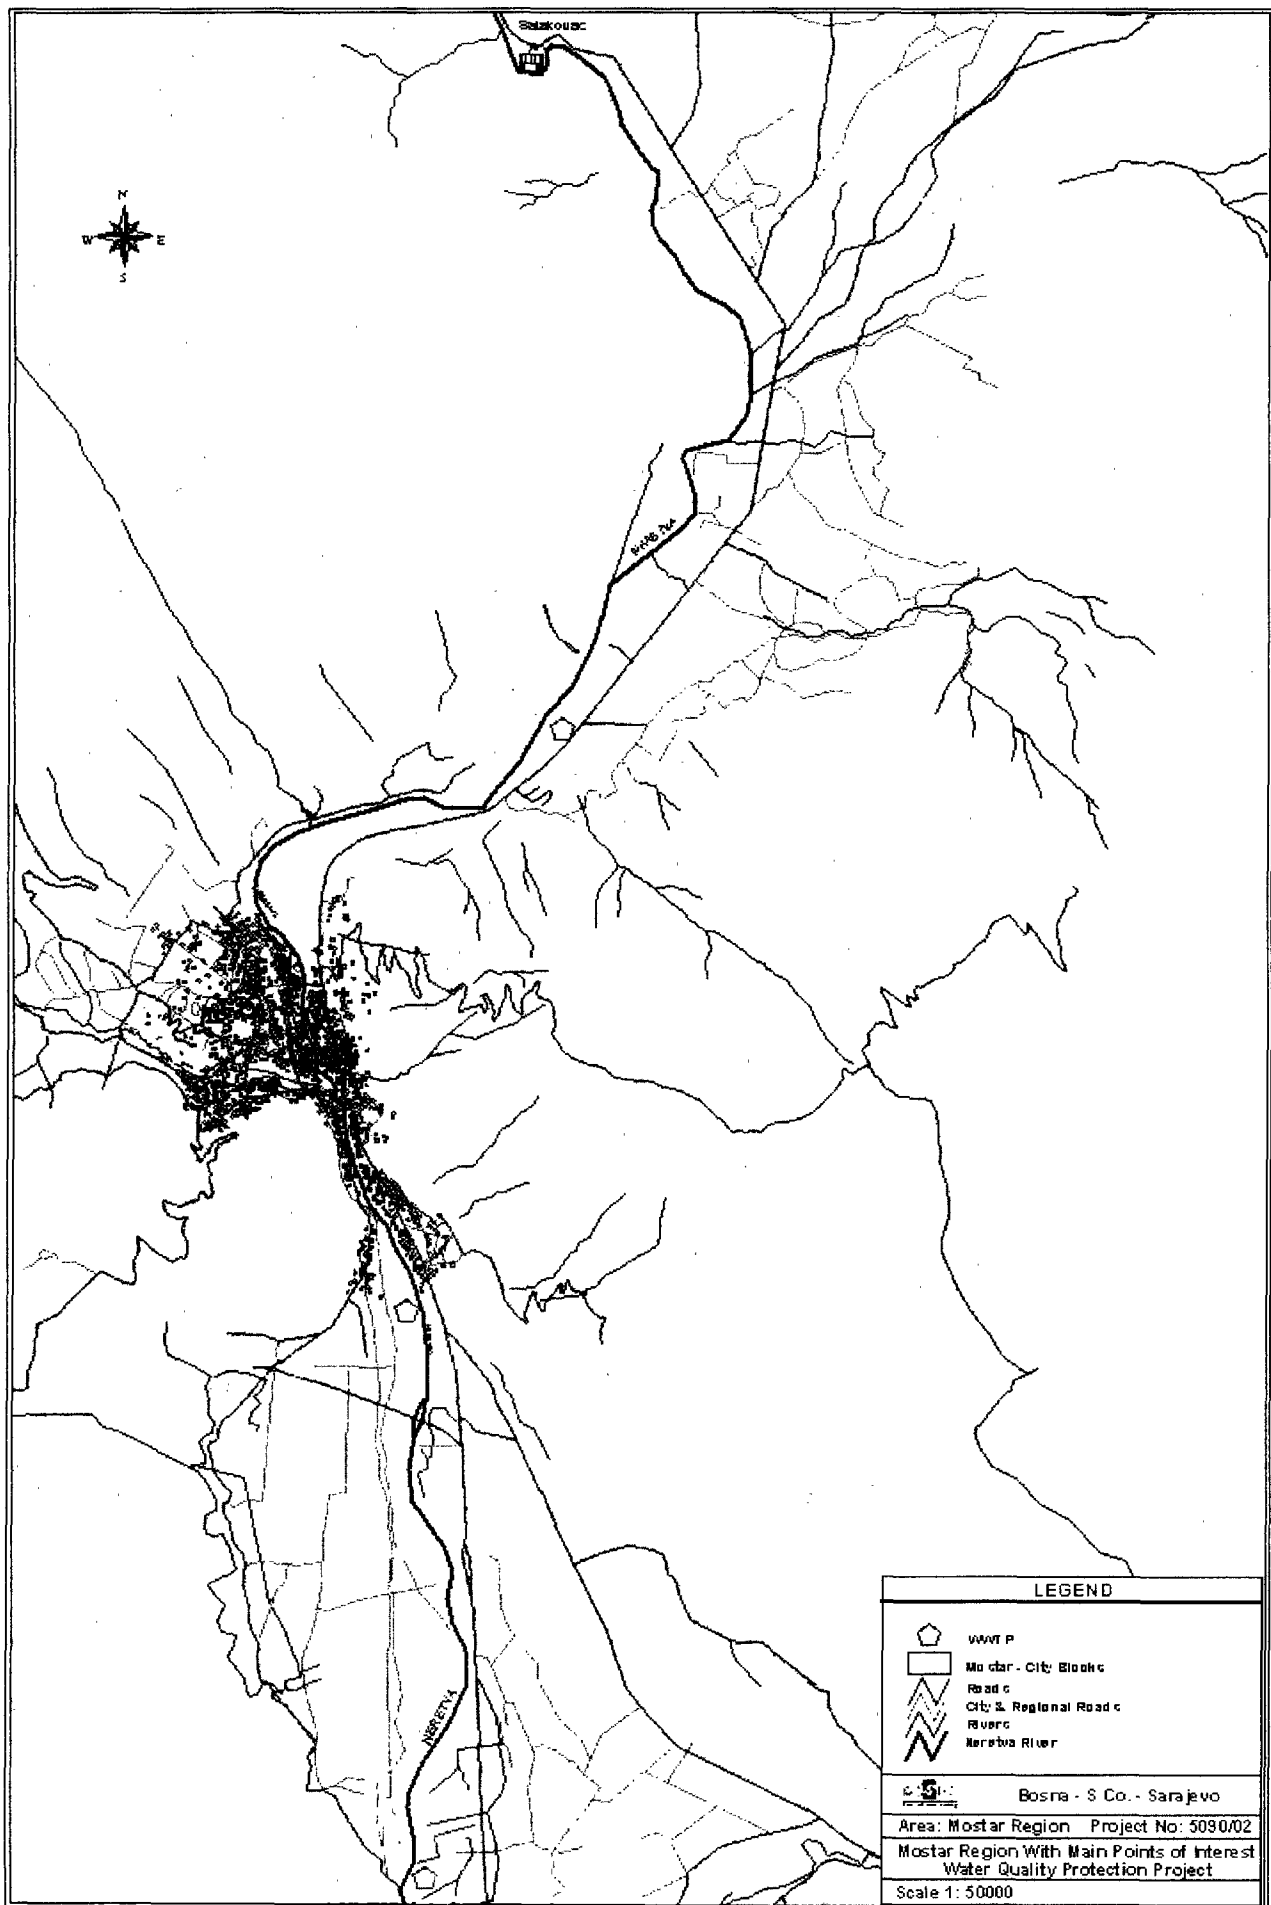 Salakouac
N
W E
S
NERETVA
LEGEND
WWTP
Mostar - City Blocks
Roads
City & Regional Roads
Rivers
Neretva River
Bosna - S Co. - Sarajevo
Area: Mostar Region Project No: 5090/02
Mostar Region With Main Points of Interest
Water Quality Protection Project
Scale 1: 50000